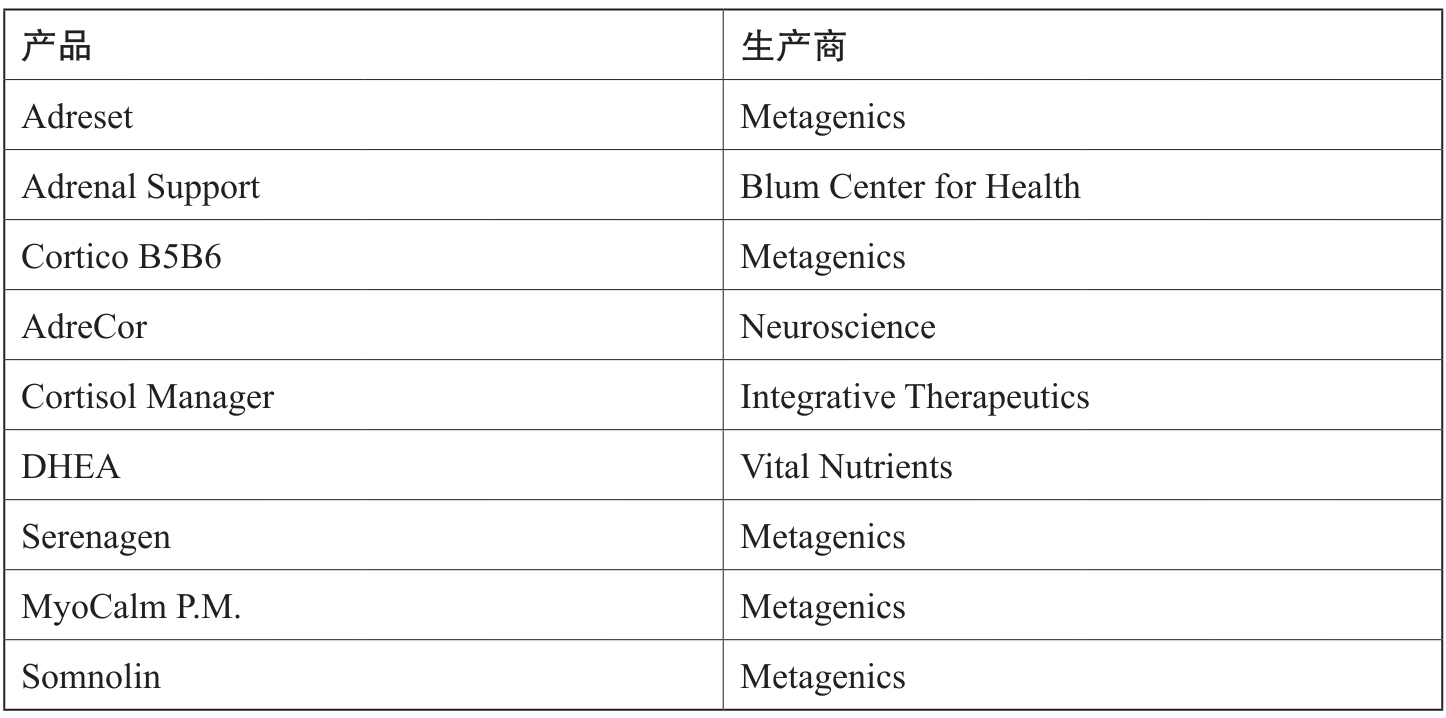 产品 生产商
Adreset Metagenics
Adrenal Support Blum Center for Health
Cortico B5B6 Metagenics
AdreCor Neuroscience
Cortisol Manager Integrative Therapeutics
DHEA Vital Nutrients
Serenagen Metagenics
MyoCalm P.M. Metagenics
Somnolin Metagenics